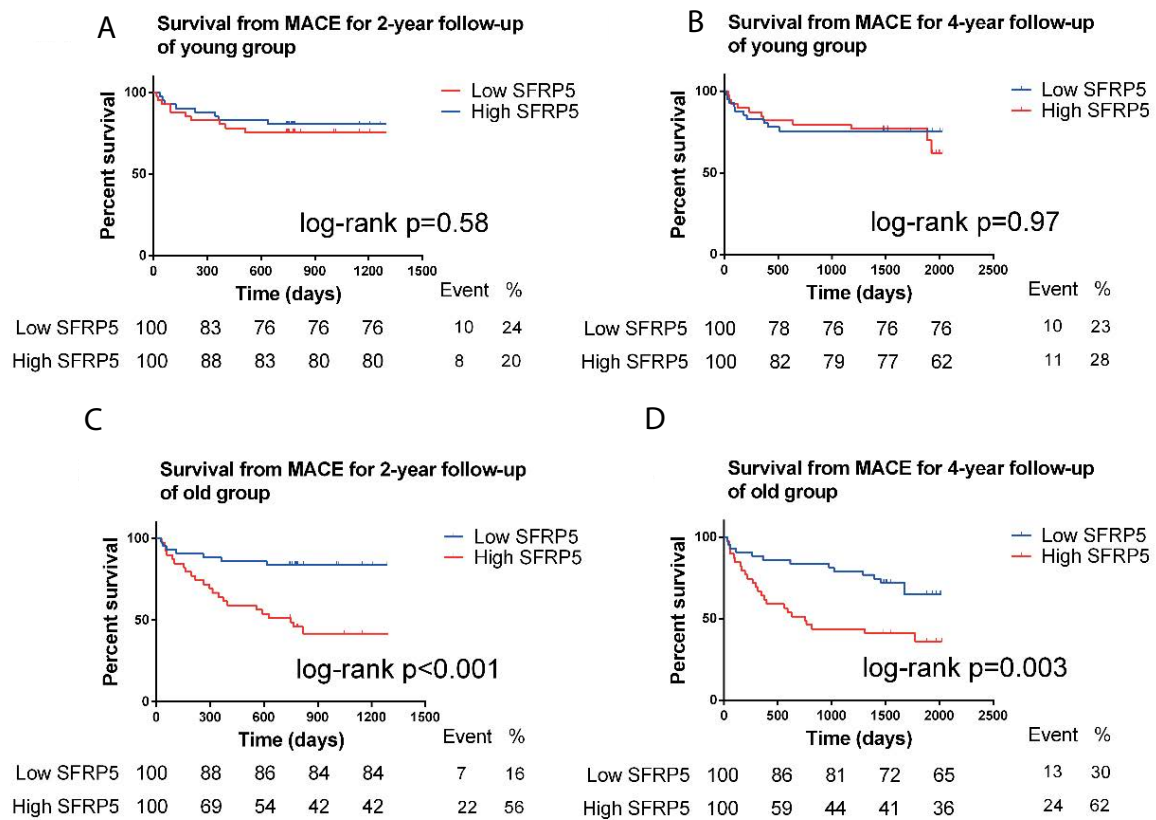 A
Survival from MACE for 2-year follow-up
of young group
100
50
0
Percent survival
Low SFRP5
High SFRP5
log-rank p=0.58
0 300 600 900 1200 1500
Time (days)
Event %
Low SFRP5 100 83 76 76 76 10 24
High SFRP5 100 88 83 80 80 8 20
B
Survival from MACE for 4-year follow-up
of young group
100
50
0
Percent survival
Low SFRP5
High SFRP5
log-rank p=0.97
0 500 1000 1500 2000 2500
Time (days)
Event %
Low SFRP5 100 78 76 76 76 10 23
High SFRP5 100 82 79 77 62 11 28
C
Survival from MACE for 2-year follow-up
of old group
100
50
0
Percent survival
Low SFRP5
High SFRP5
log-rank p<0.001
0 300 600 900 1200 1500
Time (days)
Event %
Low SFRP5 100 88 86 84 84 7 16
High SFRP5 100 69 54 42 42 22 56
D
Survival from MACE for 4-year follow-up
of old group
100
50
0
Percent survival
Low SFRP5
High SFRP5
log-rank p=0.003
0 500 1000 1500 2000 2500
Time (days)
Event %
Low SFRP5 100 86 81 72 65 13 30
High SFRP5 100 59 44 41 36 24 62